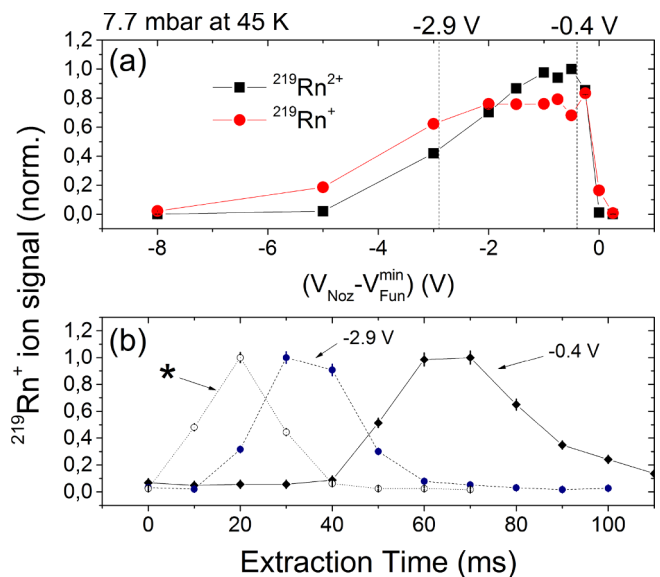 7.7 mbar at 45 K
-2.9 V
-0.4 V
(a)
²¹⁹Rn²⁺
²¹⁹Rn⁺
1,2
1,0
0,8
0,6
0,4
0,2
0,0
-8
-6
-4
-2
0
(V_Noz-V_Fun^min) (V)
²¹⁹Rn⁺ ion signal (norm.)
(b)
*
-2.9 V
-0.4 V
1,2
1,0
0,8
0,6
0,4
0,2
0,0
0
20
40
60
80
100
Extraction Time (ms)